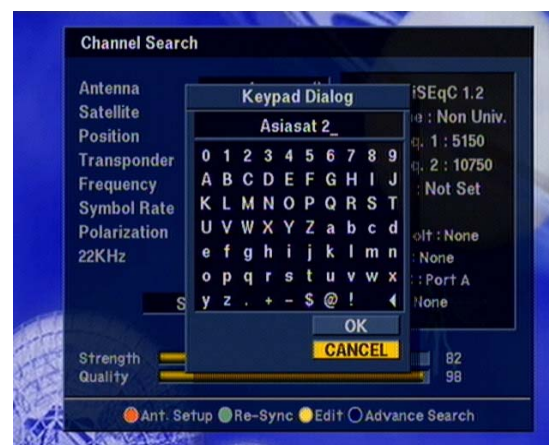 Channel Search
Antenna
Satellite
Position
Transponder
Frequency
Symbol Rate
Polarization
22KHz
Keypad Dialog
Asiasat 2_
0 1 2 3 4 5 6 7 8 9
A B C D E F G H I J
K L M N O P Q R S T
U V W X Y Z a b c d
e f g h i j k l m n
o p q r s t u v w x
y z . + - $ @ !
OK
CANCEL
iSEqC 1.2
e : Non Univ.
q. 1 : 5150
q. 2 : 10750
: Not Set
olt : None
: None
: Port A
None
S
Strength 82
Quality 98
Ant. Setup Re-Sync Edit Advance Search